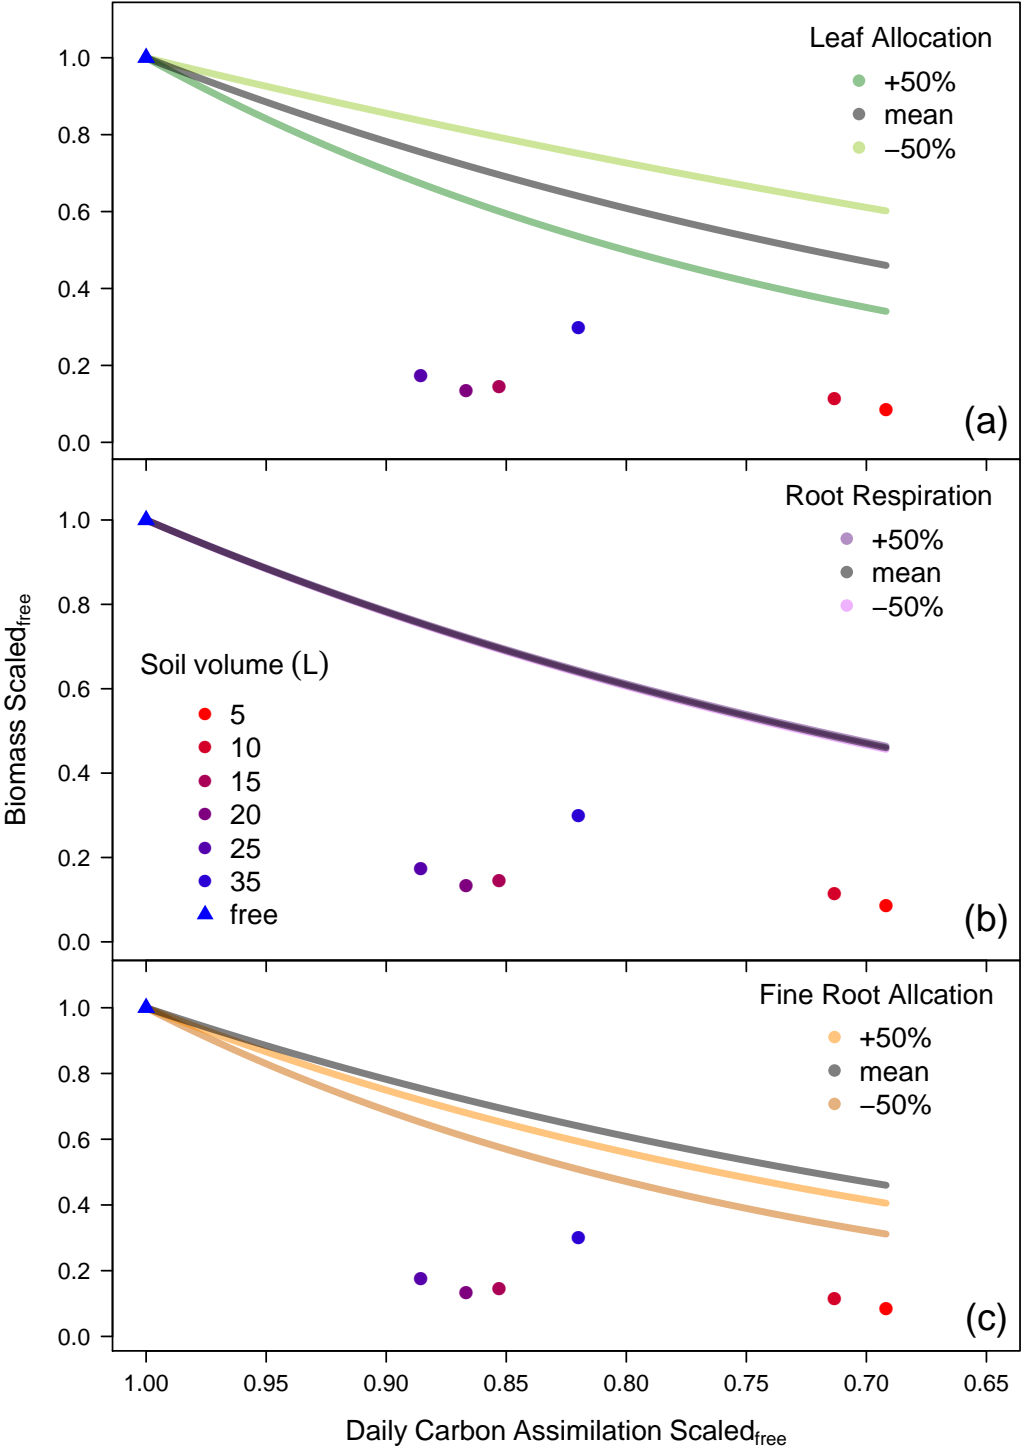 Leaf Allocation
+50%
mean
−50%
1.0
0.8
0.6
0.4
0.2
0.0
(a)
Root Respiration
+50%
mean
−50%
1.0
0.8
0.6
0.4
0.2
0.0
Soil volume (L)
5
10
15
20
25
35
free
(b)
Biomass Scaledfree
Fine Root Allcation
+50%
mean
−50%
1.0
0.8
0.6
0.4
0.2
0.0
(c)
1.00 0.95 0.90 0.85 0.80 0.75 0.70 0.65
Daily Carbon Assimilation Scaledfree